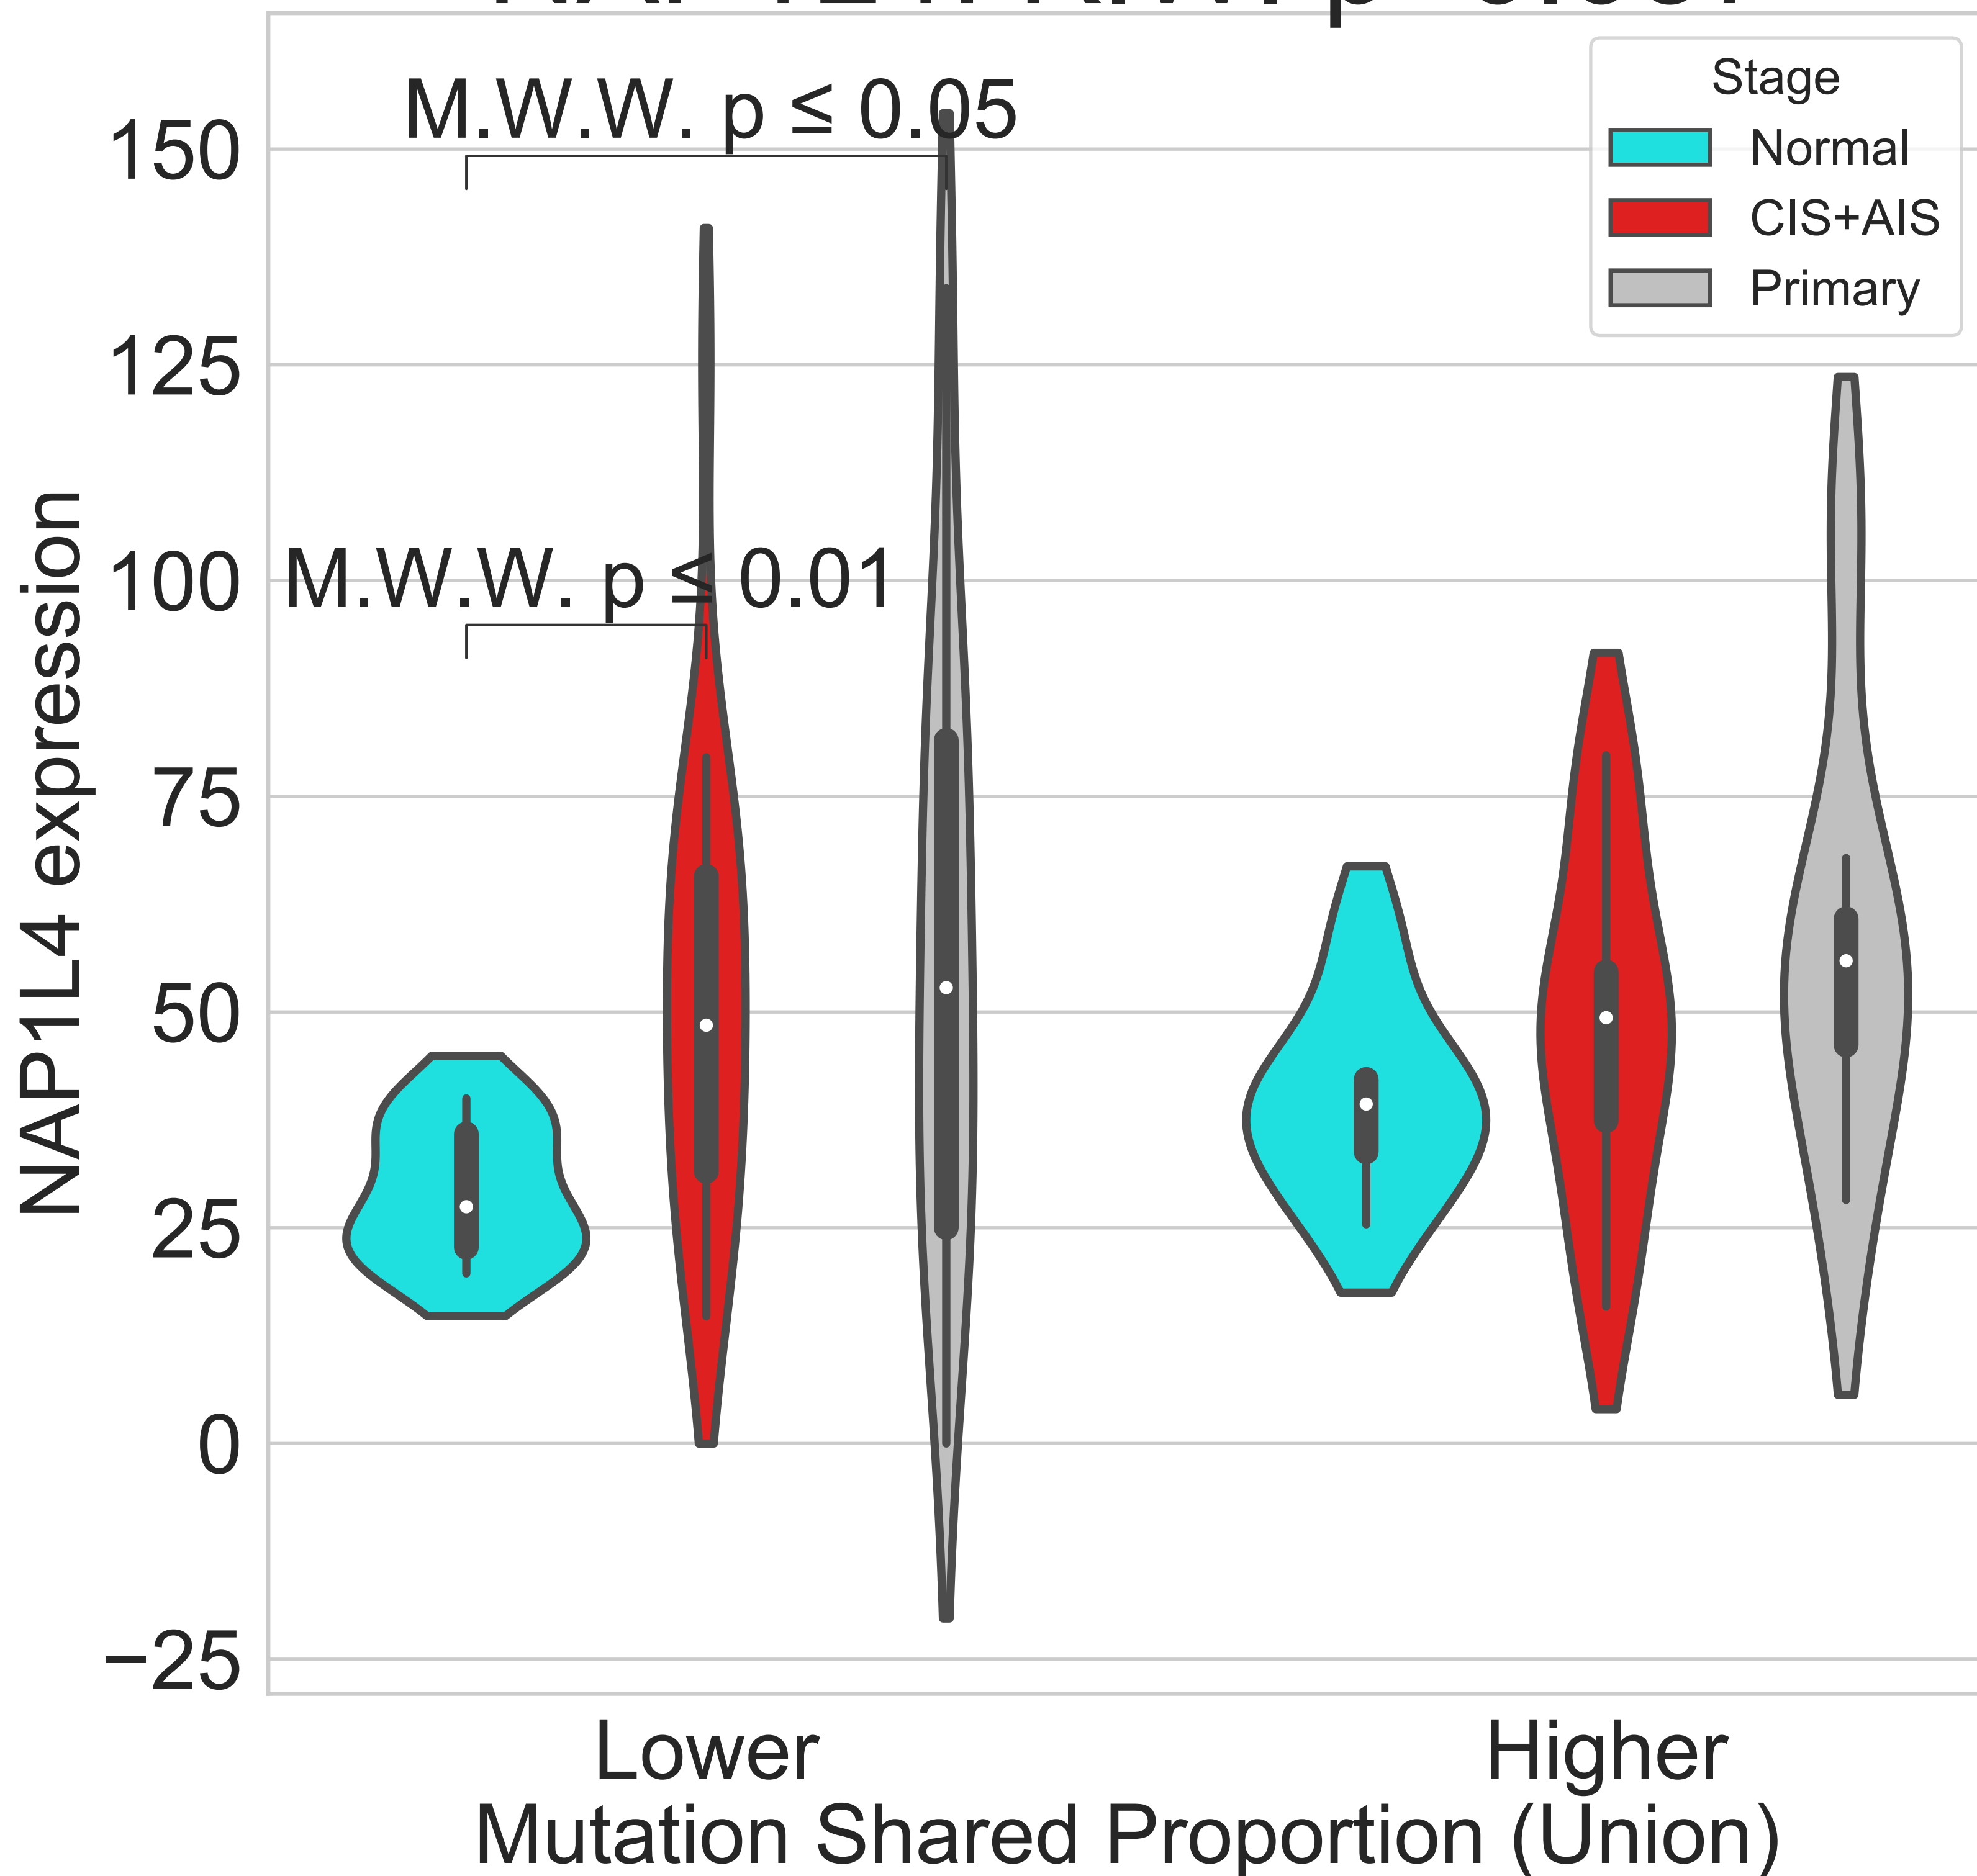 M.W.W. p ≤ 0.05
M.W.W. p ≤ 0.01
Stage
Normal
CIS+AIS
Primary
NAP1L4 expression
150
125
100
75
50
25
0
−25
Lower
Higher
Mutation Shared Proportion (Union)